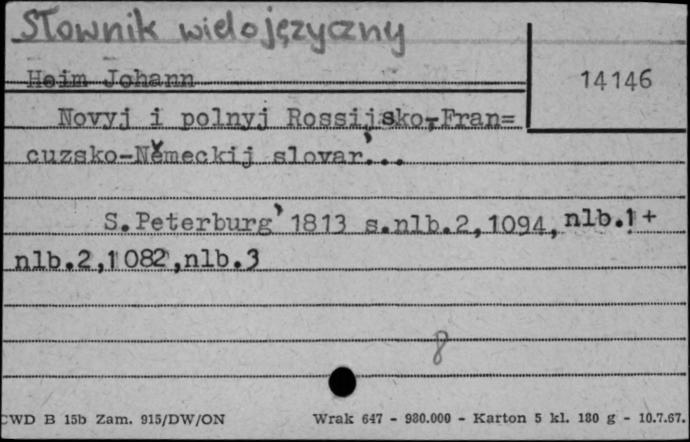 Słownik wielojęzyczny
Heim Johann
14146
Novyj i polnyj Rossijsko-Fran=
cuzsko-Německij slovar'...
S.Peterburg' 1813 s.nlb.2,1094,nlb.1+
nlb.2,1082,nlb.3
8
CWD B 15b Zam. 915/DW/ON
Wrak 647 - 980.000 - Karton 5 kl. 180 g - 10.7.67.